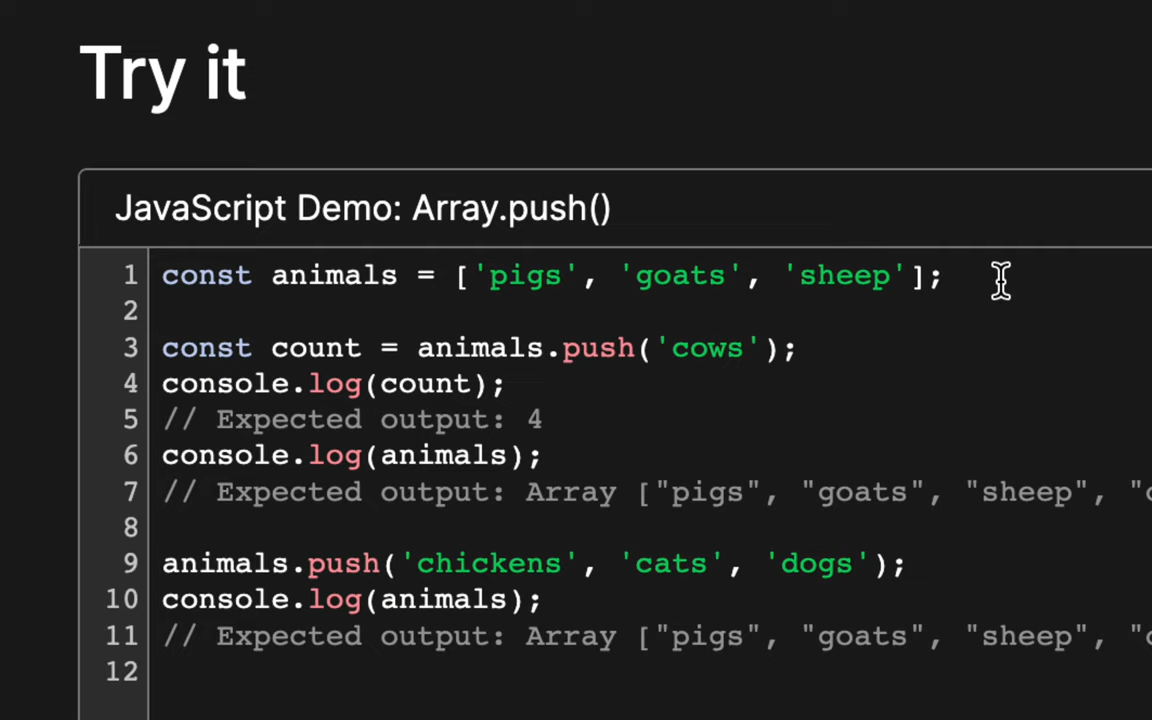 Try it
JavaScript Demo: Array.push()
1 const animals = ['pigs', 'goats', 'sheep'];
2
3 const count = animals.push('cows');
4 console.log(count);
5 // Expected output: 4
6 console.log(animals);
7 // Expected output: Array ["pigs", "goats", "sheep", "
8
9 animals.push('chickens', 'cats', 'dogs');
10 console.log(animals);
11 // Expected output: Array ["pigs", "goats", "sheep", "
12